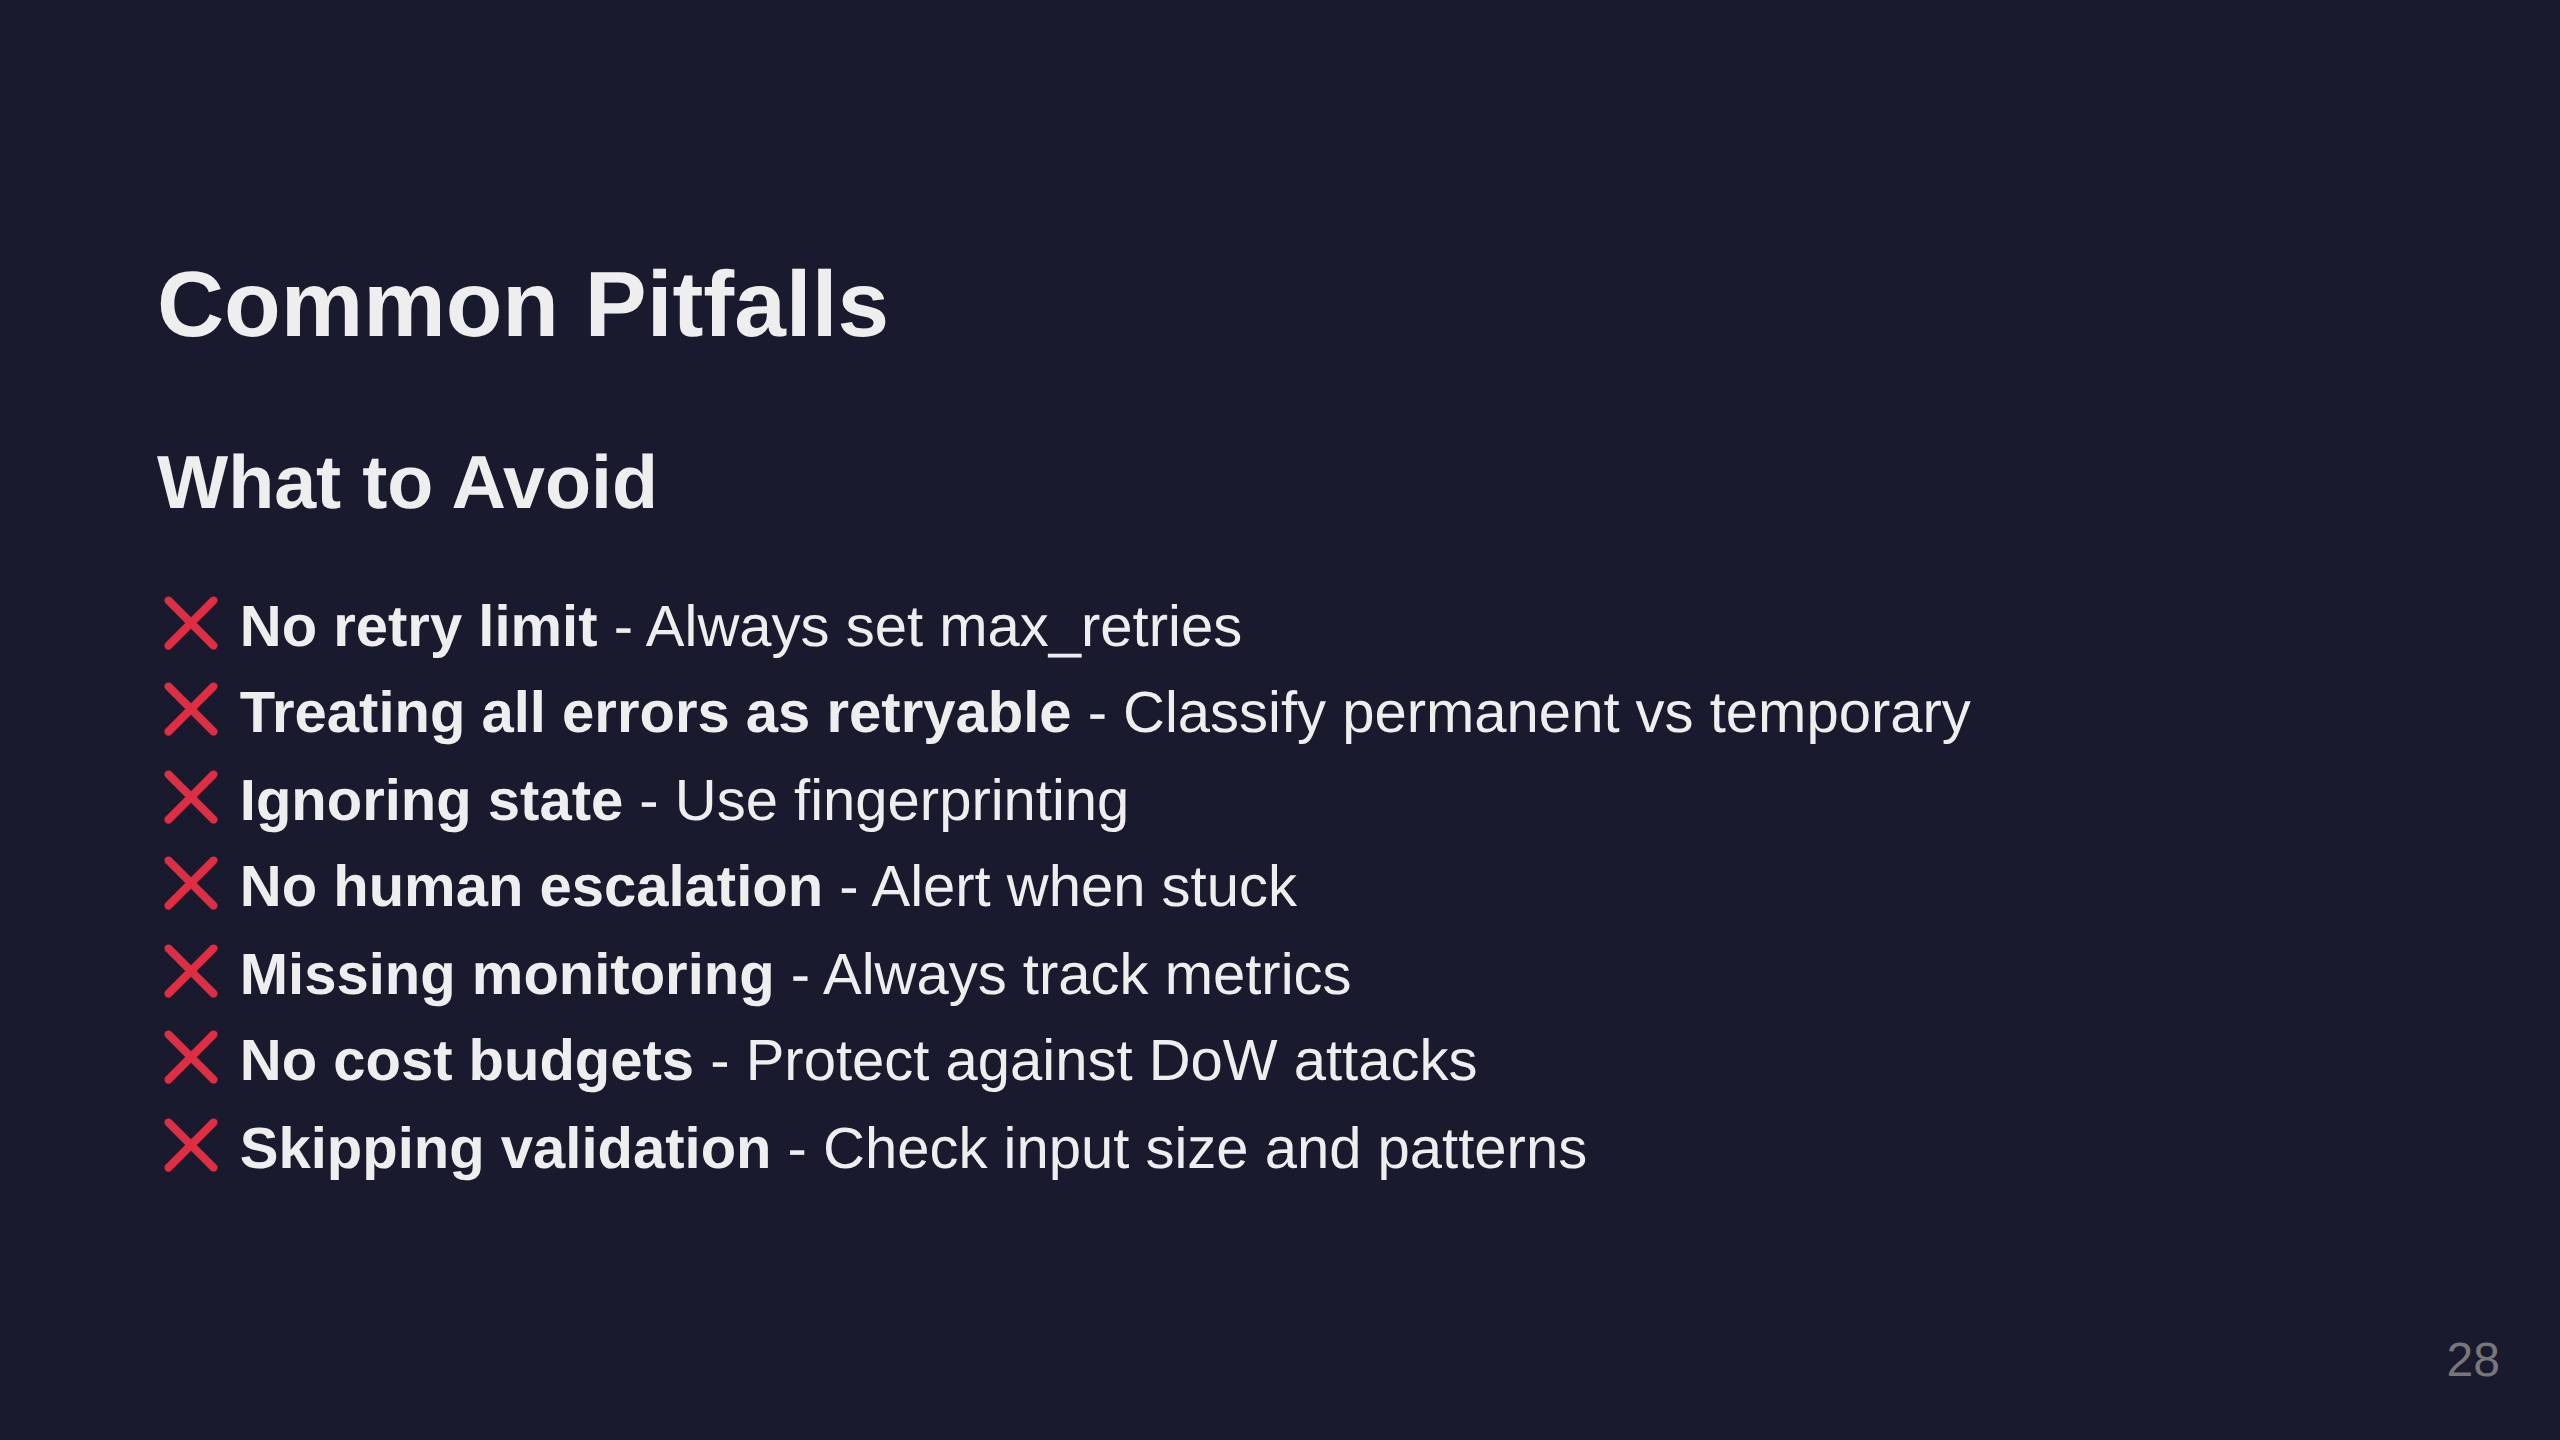 Common Pitfalls
What to Avoid
❌ No retry limit - Always set max_retries
❌ Treating all errors as retryable - Classify permanent vs temporary
❌ Ignoring state - Use fingerprinting
❌ No human escalation - Alert when stuck
❌ Missing monitoring - Always track metrics
❌ No cost budgets - Protect against DoW attacks
❌ Skipping validation - Check input size and patterns
28